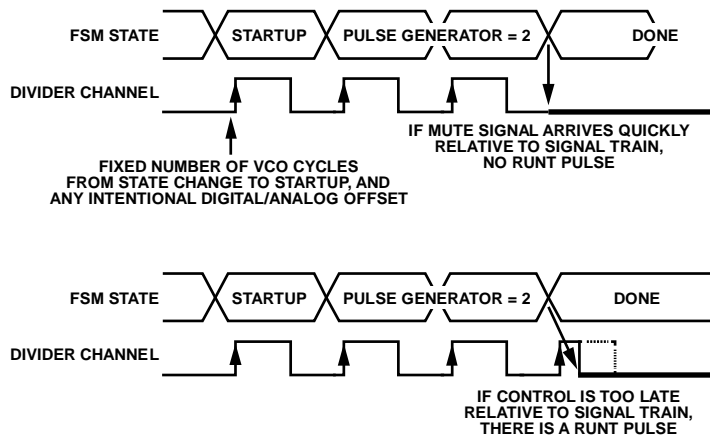 FSM STATE
STARTUP
PULSE GENERATOR = 2
DONE
DIVIDER CHANNEL
IF MUTE SIGNAL ARRIVES QUICKLY
RELATIVE TO SIGNAL TRAIN,
NO RUNT PULSE
FIXED NUMBER OF VCO CYCLES
FROM STATE CHANGE TO STARTUP, AND
ANY INTENTIONAL DIGITAL/ANALOG OFFSET
FSM STATE
STARTUP
PULSE GENERATOR = 2
DONE
DIVIDER CHANNEL
IF CONTROL IS TOO LATE
RELATIVE TO SIGNAL TRAIN,
THERE IS A RUNT PULSE